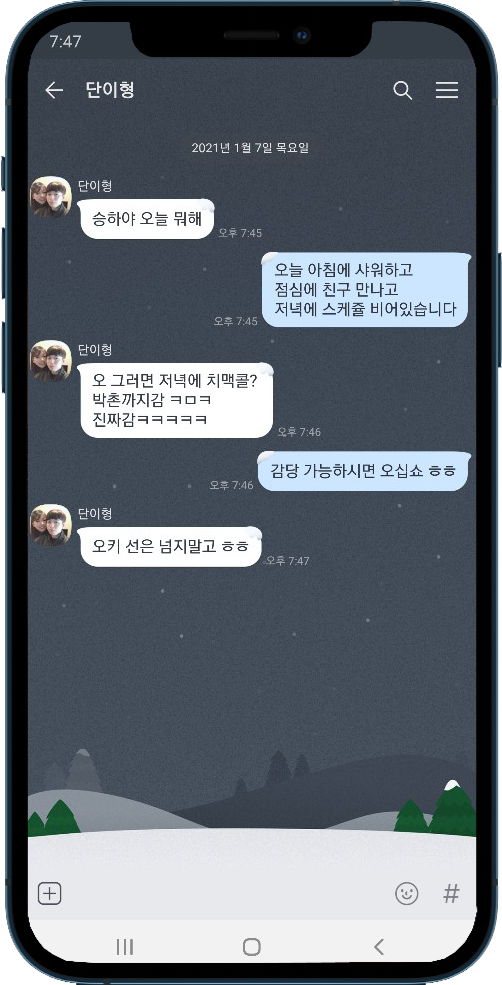 7:47
단이형
2021년 1월 7일 목요일
단이형
승하야 오늘 뭐해
오후 7:45
오늘 아침에 샤워하고
점심에 친구 만나고
저녁에 스케쥴 비어있습니다
오후 7:45
단이형
오 그러면 저녁에 치맥콜?
박촌까지감 ㅋㅁㅋ
진짜감ㅋㅋㅋㅋㅋ
오후 7:46
감당 가능하시면 오십쇼 ㅎㅎ
오후 7:46
단이형
오키 선은 넘지말고 ㅎㅎ
오후 7:47
#